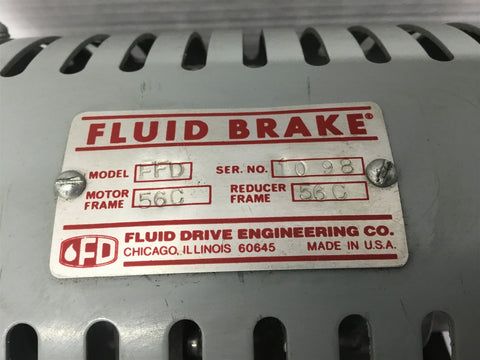 FLUID BRAKE®
MODEL FFD SER. NO. 1098
MOTOR FRAME 56C REDUCER FRAME 56C
FD FLUID DRIVE ENGINEERING CO.
CHICAGO, ILLINOIS 60645 MADE IN U.S.A.